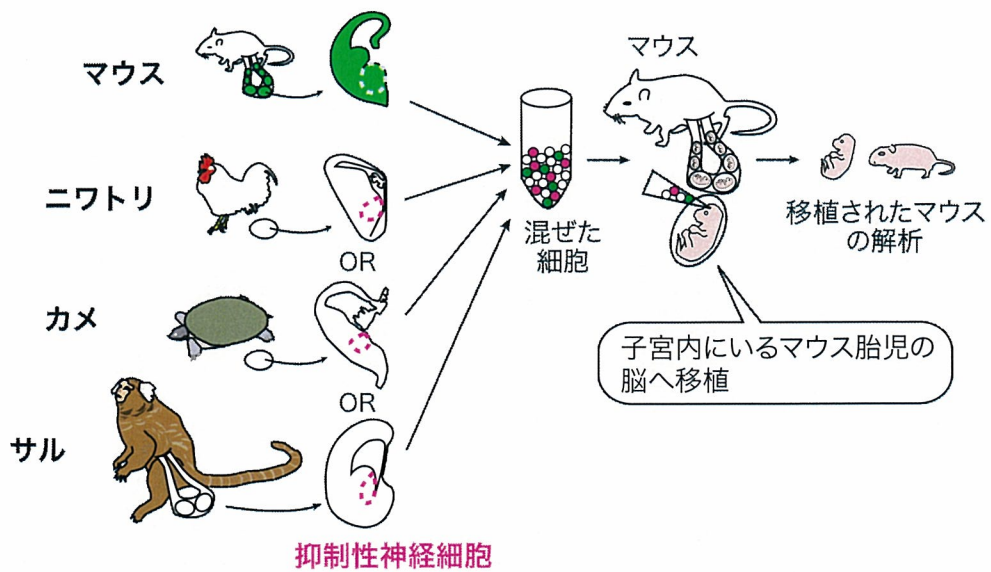 マウス
ニワトリ
OR
カメ
OR
サル
抑制性神経細胞
混ぜた
細胞
マウス
移植されたマウス
の解析
子宮内にいるマウス胎児の
脳へ移植